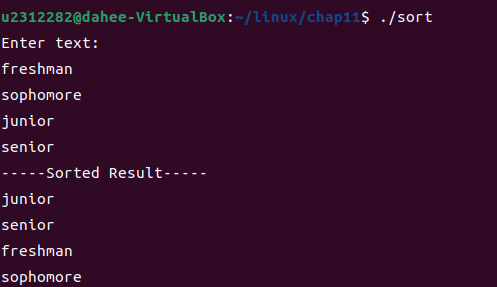 u2312282@dahee-VirtualBox:~/linux/chap11$ ./sort
Enter text:
freshman
sophomore
junior
senior
-----Sorted Result-----
junior
senior
freshman
sophomore